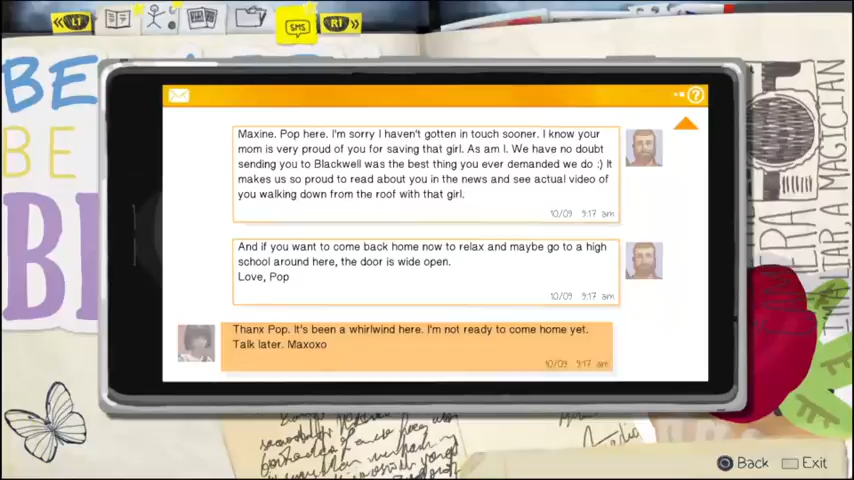 L1
SMS
R1
Maxine. Pop here. I'm sorry I haven't gotten in touch sooner. I know your
mom is very proud of you for saving that girl. As am I. We have no doubt
sending you to Blackwell was the best thing you ever demanded we do :) It
makes us so proud to read about you in the news and see actual video of
you walking down from the roof with that girl.
10/09 9:17 am
And if you want to come back home now to relax and maybe go to a high
school around here, the door is wide open.
Love, Pop
10/09 9:17 am
Thanx Pop. It's been a whirlwind here. I'm not ready to come home yet.
Talk later. Maxoxo
10/09 9:17 am
BE
BE
Back
Exit